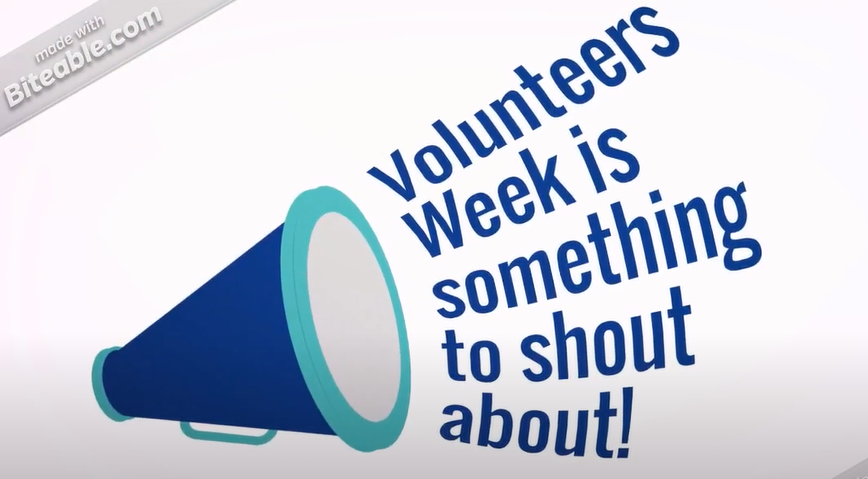 made with
Biteable.com
Volunteers
Week is
something
to shout
about!